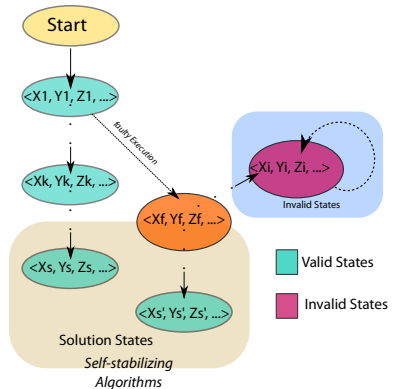 Start
<X1, Y1, Z1, ...>
faulty Execution
<Xk, Yk, Zk, ...>
<Xi, Yi, Zi, ...>
Invalid States
<Xf, Yf, Zf, ...>
<Xs, Ys, Zs, ...>
Valid States
<Xs', Ys', Zs', ...>
Invalid States
Solution States
Self-stabilizing
Algorithms